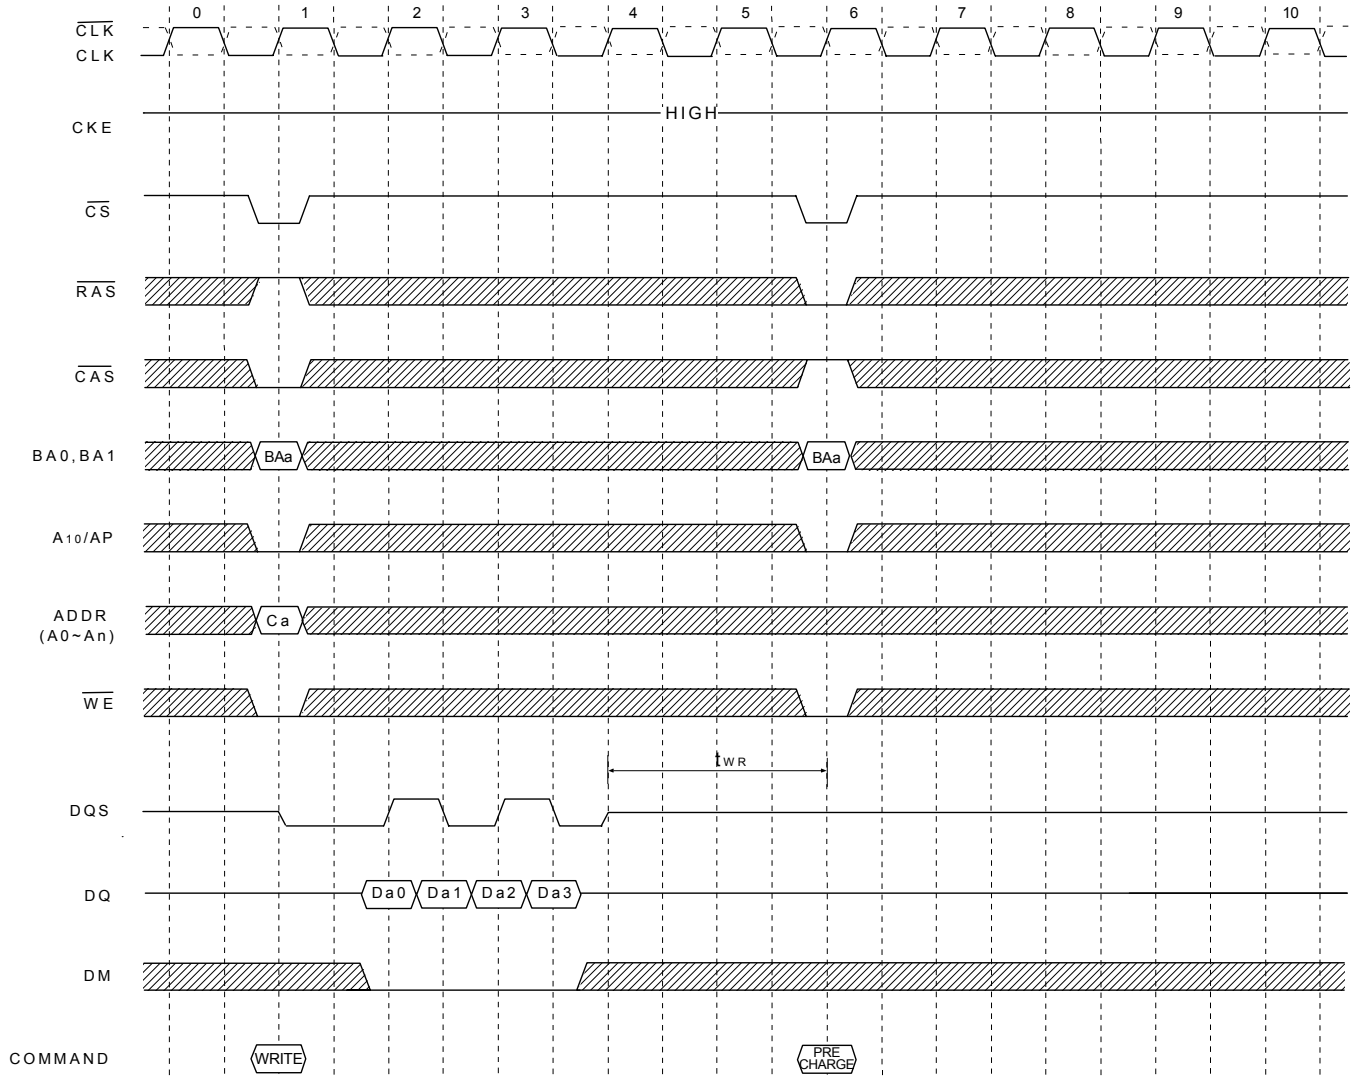 0 1 2 3 4 5 6 7 8 9 10
CLK
CLK
HIGH
CKE
CS
RAS
CAS
BA0,BA1 BAa BAa
A10/AP
ADDR Ca
(A0~An)
WE
tWR
DQS
DQ Da0 Da1 Da2 Da3
DM
COMMAND WRITE PRE
CHARGE